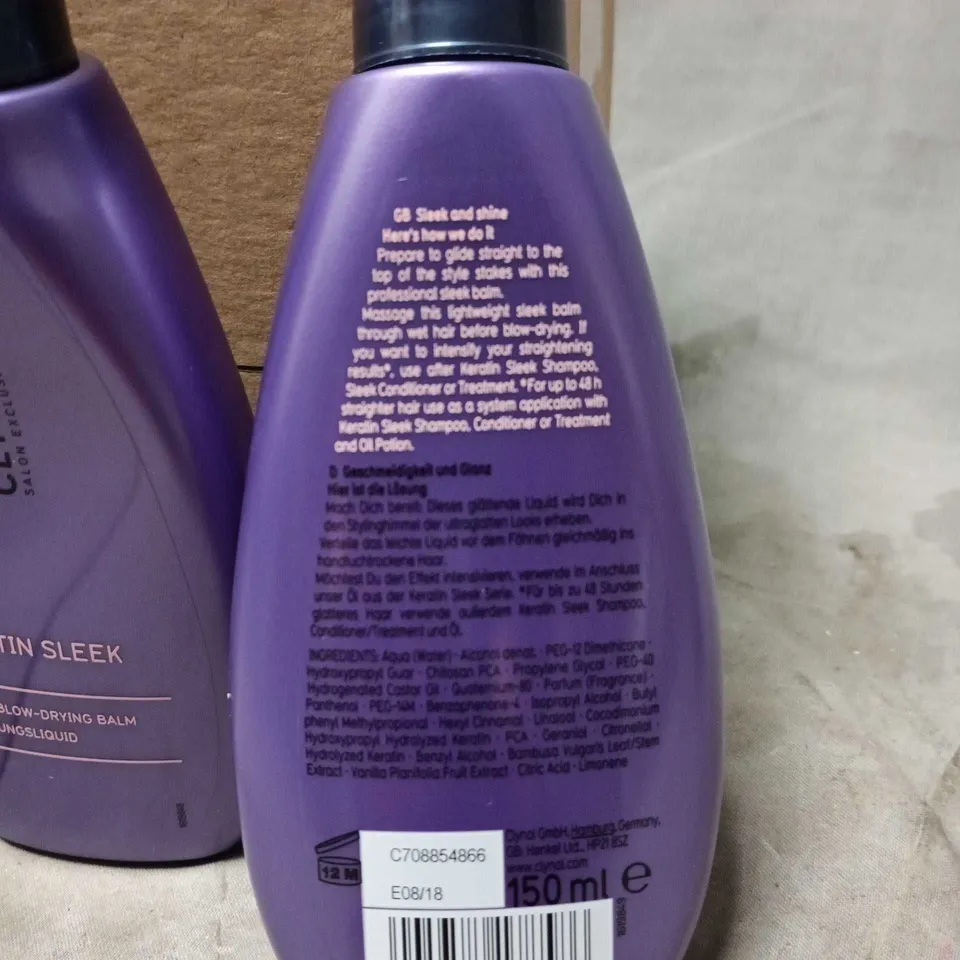 SALON EXCLUS
TIN SLEEK
BLOW-DRYING BALM
UNGSLIQUID
GB Sleek and shine
Here's how we do it
Prepare to glide straight to the
top of the style stakes with this
professional sleek balm.
Massage this lightweight sleek balm
through wet hair before blow-drying. If
you want to intensify your straightening
results*, use after Keratin Sleek Shampoo,
Sleek Conditioner or Treatment. *For up to 48 h
straighter hair use as a system application with
Keratin Sleek Shampoo, Conditioner or Treatment
and Oil Potion.
D Geschmeidigkeit und Glanz
Hier ist die Lösung
Mach Dich bereit: Dieses glättende Liquid wird Dich in
den Stylinghimmel der ultraglatten Looks erheben.
Verteile das leichte Liquid vor dem Föhnen gleichmäßig ins
handtuchtrockene Haar.
Möchtest Du den Effekt intensivieren, verwende im Anschluss
unser Öl aus der Keratin Sleek Serie. *Für bis zu 48 Stunden
glatteres Haar verwende außerdem Keratin Sleek Shampoo,
Conditioner/Treatment und Öl.
INGREDIENTS: Aqua (Water) · Alcohol denat. · PEG-12 Dimethicone ·
Hydroxypropyl Guar · Chitosan PCA · Propylene Glycol · PEG-40
Hydrogenated Castor Oil · Quaternium-80 · Parfum (Fragrance) ·
Panthenol · PEG-14M · Benzophenone-4 · Isopropyl Alcohol · Butyl
phenyl Methylpropional · Hexyl Cinnamal · Linalool · Cocodimonium
Hydroxypropyl Hydrolyzed Keratin · PCA · Geraniol · Citronellol ·
Hydrolyzed Keratin · Benzyl Alcohol · Bambusa Vulgaris Leaf/Stem
Extract · Vanilla Planifolia Fruit Extract · Citric Acid · Limonene
Clynol GmbH, Hamburg, Germany,
GB: Henkel Ltd., HP21 8SZ
www.clynol.com
12 M
C708854866
E08/18
150 ml e